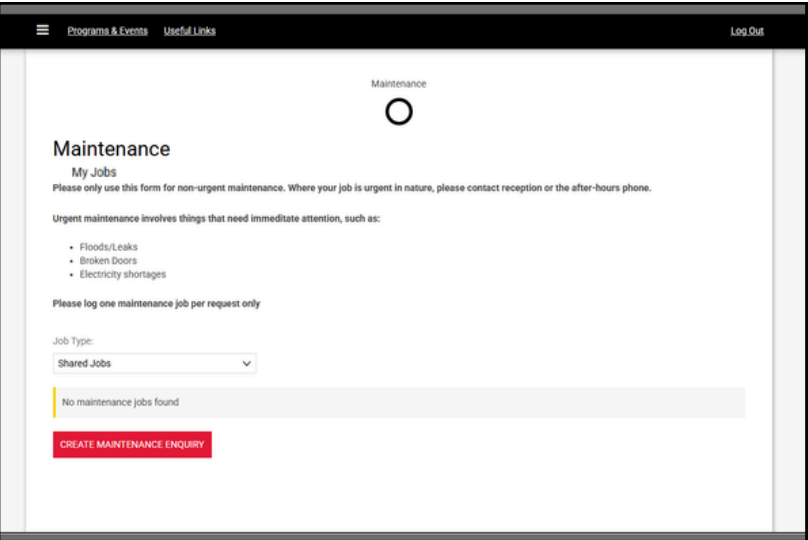 Programs & Events Useful Links Log Out
Maintenance
Maintenance
My Jobs
Please only use this form for non-urgent maintenance. Where your job is urgent in nature, please contact reception or the after-hours phone.
Urgent maintenance involves things that need immeditate attention, such as:
Floods/Leaks
Broken Doors
Electricity shortages
Please log one maintenance job per request only
Job Type:
Shared Jobs
No maintenance jobs found
CREATE MAINTENANCE ENQUIRY